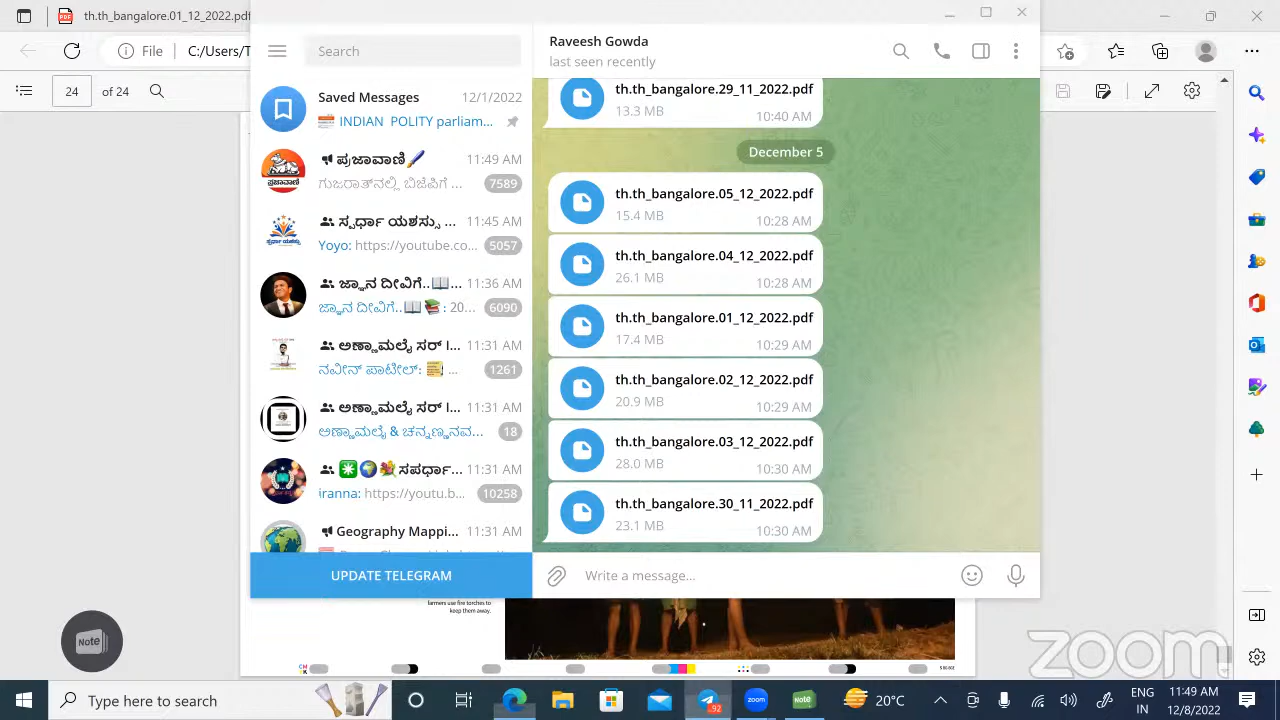 th.th_bangalore.01_12_2022.pdf
File
C:/Users/T
24
of 4
Search
Saved Messages
12/1/2022
INDIAN POLITY parliam...
ಪ್ರಜಾವಾಣಿ
11:49 AM
ಗುಜರಾತ್‌ನಲ್ಲಿ ಬಿಜೆಪಿಗೆ ...
7589
ಪ್ರಜಾವಾಣಿ
ಸ್ಪರ್ಧಾ ಯಶಸ್ಸು ...
11:45 AM
Yoyo: https://youtube.co...
5057
ಜ್ಞಾನ ದೀವಿಗೆ..📖...
11:36 AM
ಜ್ಞಾನ ದೀವಿಗೆ..📖📚: 20...
6090
ಅಣ್ಣಾಮಲೈ ಸರ್ I...
11:31 AM
ನವೀನ್ ಪಾಟೀಲ್: ...
1261
ಅಣ್ಣಾಮಲೈ ಸರ್ I...
11:31 AM
ಅಣ್ಣಾಮಲೈ & ಚನ್ನಣ್ಣನವ...
18
ಸಪರ್ಧಾ...
11:31 AM
iranna: https://youtu.b...
10258
Geography Mappi...
11:31 AM
UPDATE TELEGRAM
Raveesh Gowda
last seen recently
th.th_bangalore.29_11_2022.pdf
13.3 MB
10:40 AM
December 5
th.th_bangalore.05_12_2022.pdf
15.4 MB
10:28 AM
th.th_bangalore.04_12_2022.pdf
26.1 MB
10:28 AM
th.th_bangalore.01_12_2022.pdf
17.4 MB
10:29 AM
th.th_bangalore.02_12_2022.pdf
20.9 MB
10:29 AM
th.th_bangalore.03_12_2022.pdf
28.0 MB
10:30 AM
th.th_bangalore.30_11_2022.pdf
23.1 MB
10:30 AM
Write a message...
farmers use fire torches to
keep them away.
Note
zoom
Type here to search
92
zoom
Note
20°C
ENG
IN
11:49 AM
12/8/2022